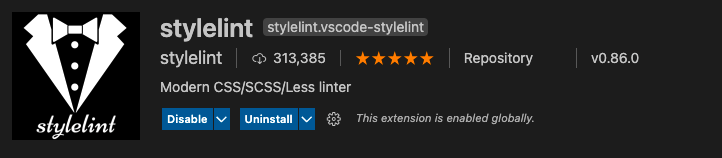 stylelint stylelint.vscode-stylelint
stylelint 313,385 Repository v0.86.0
Modern CSS/SCSS/Less linter
Disable Uninstall This extension is enabled globally.
stylelint